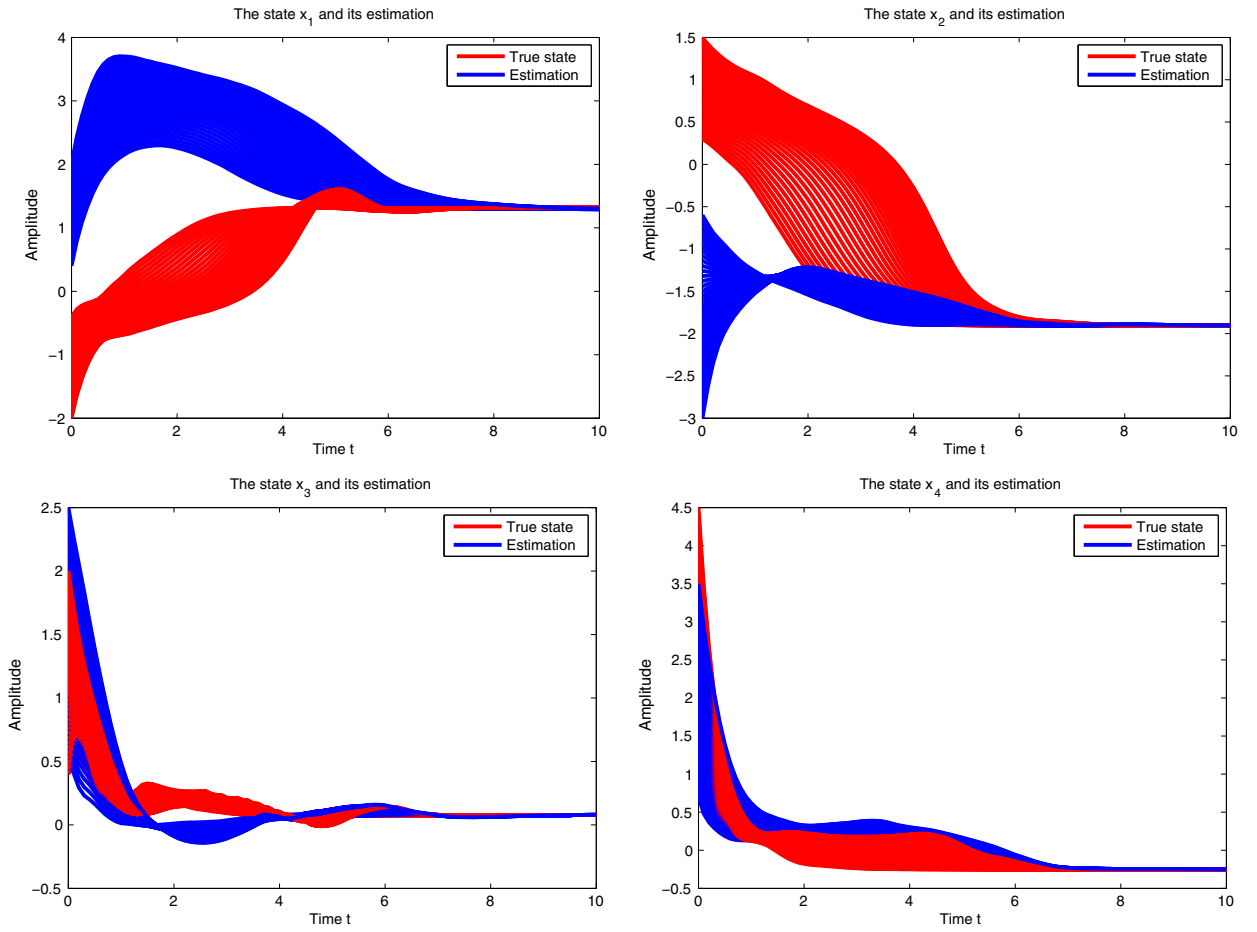 The state x1 and its estimation
4
3
2
1
0
−1
−2
Amplitude
True state
Estimation
0 2 4 6 8 10
Time t
The state x2 and its estimation
1.5
1
0.5
0
−0.5
−1
−1.5
−2
−2.5
−3
Amplitude
True state
Estimation
0 2 4 6 8 10
Time t
The state x3 and its estimation
2.5
2
1.5
1
0.5
0
−0.5
Amplitude
True state
Estimation
0 2 4 6 8 10
Time t
The state x4 and its estimation
4.5
4
3.5
3
2.5
2
1.5
1
0.5
0
−0.5
Amplitude
True state
Estimation
0 2 4 6 8 10
Time t